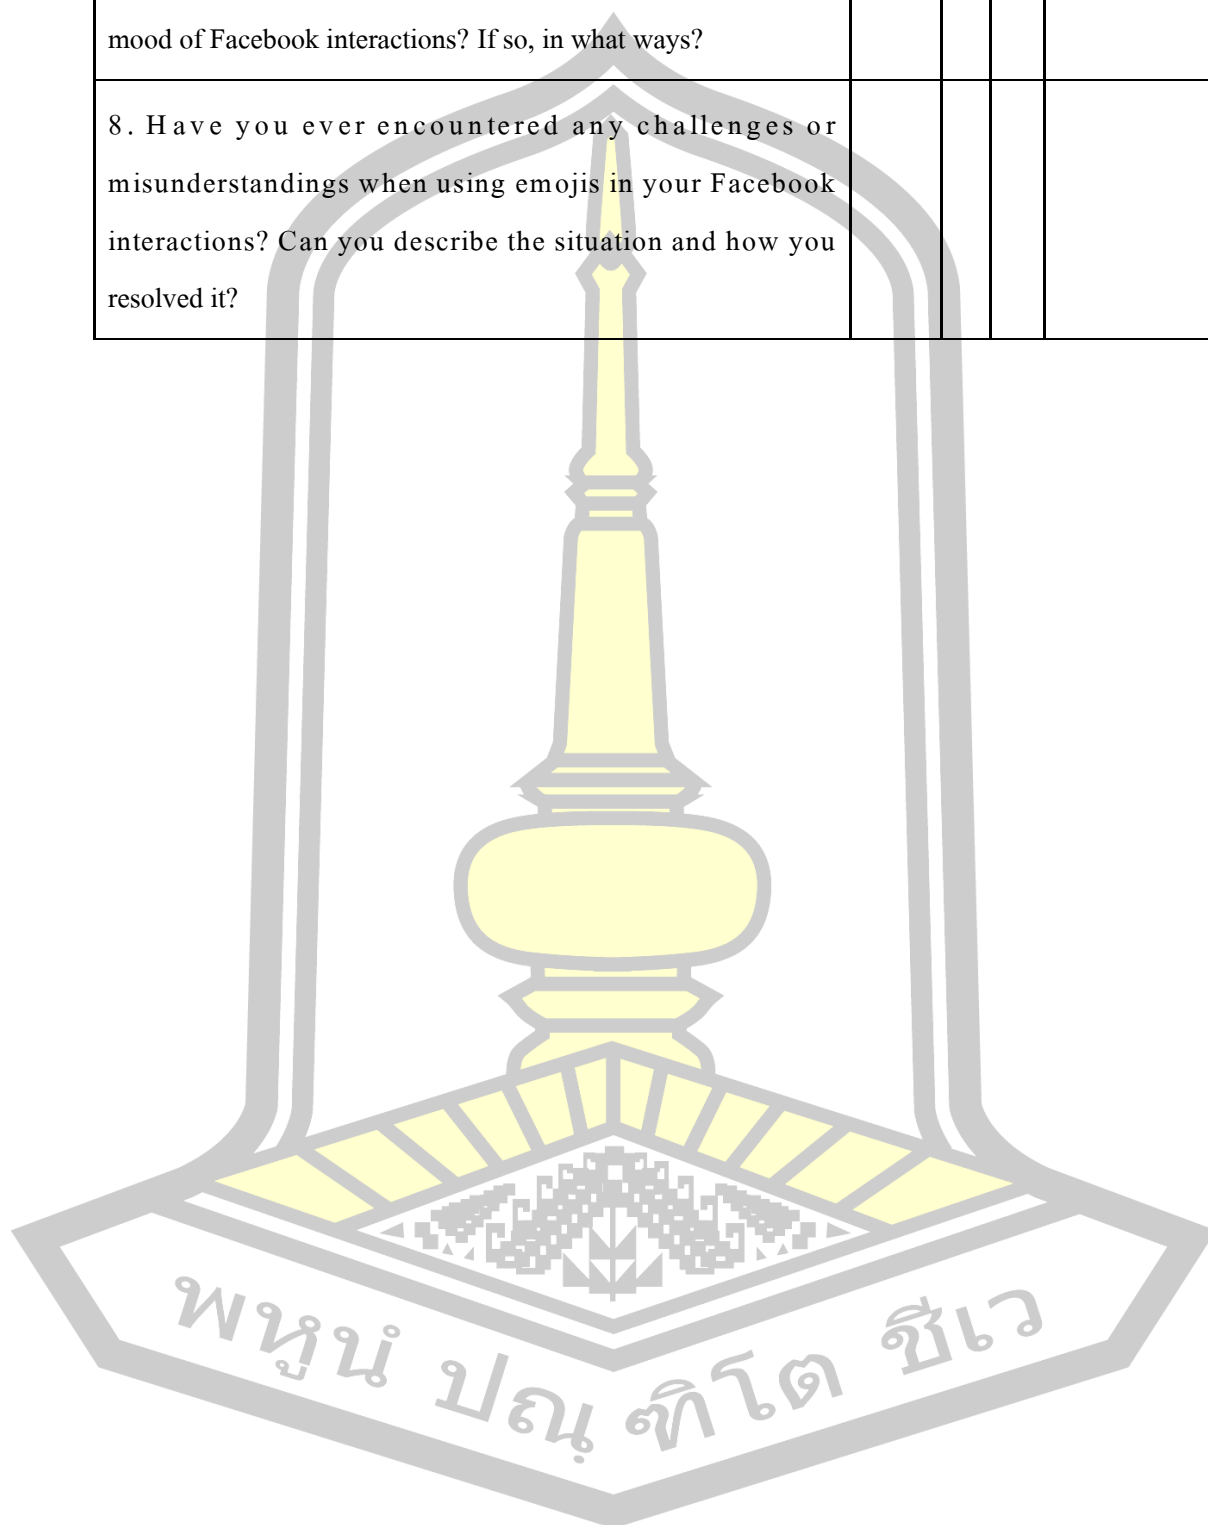 mood of Facebook interactions? If so, in what ways?
8. Have you ever encountered any challenges or
misunderstandings when using emojis in your Facebook
interactions? Can you describe the situation and how you
resolved it?
พหูนํ ปณฺฑิโต ชีเว